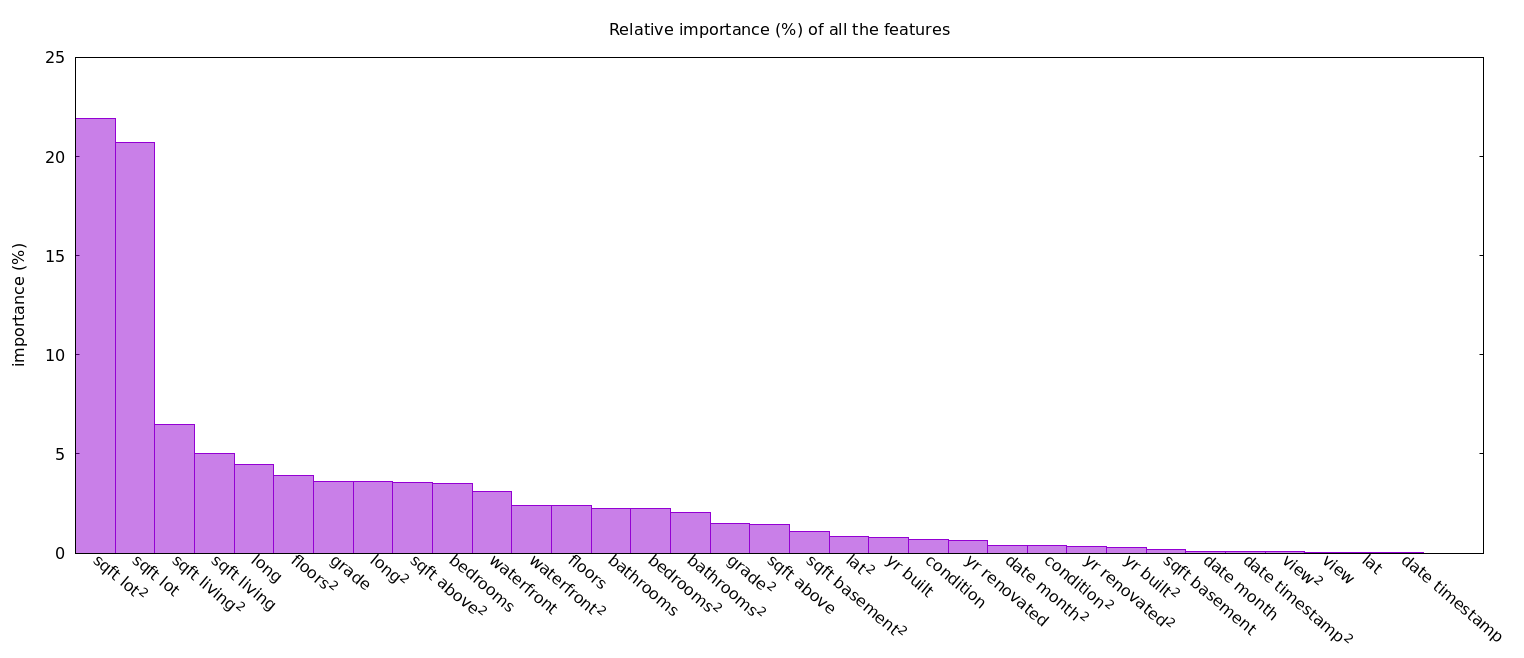 Relative importance (%) of all the features
importance (%)
25
20
15
10
5
0
sqft lot²
sqft lot
sqft living²
sqft living
long
floors²
grade
long²
sqft above²
bedrooms
waterfront
waterfront²
floors
bathrooms
bedrooms²
bathrooms²
grade²
sqft above
sqft basement²
lat²
yr built
condition
yr renovated
date month²
condition²
yr renovated²
yr built²
sqft basement
date month
date timestamp²
view²
view
lat
date timestamp